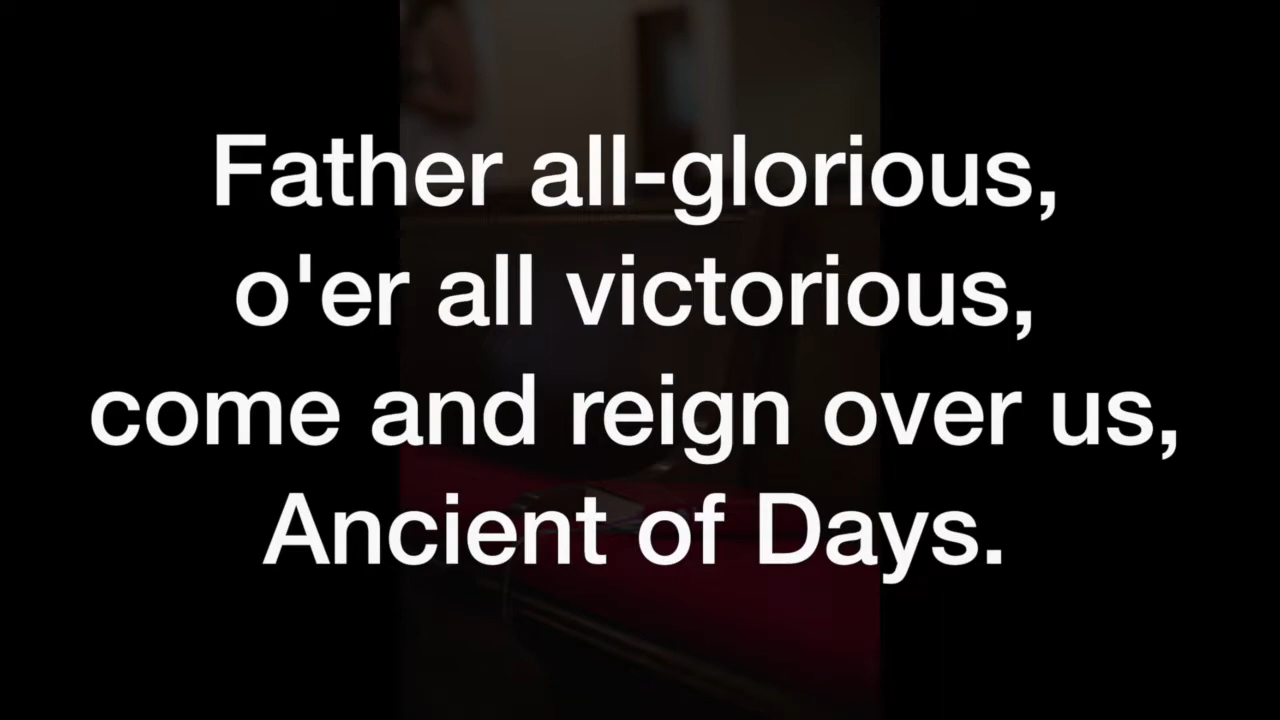 Father all-glorious,
o'er all victorious,
come and reign over us,
Ancient of Days.